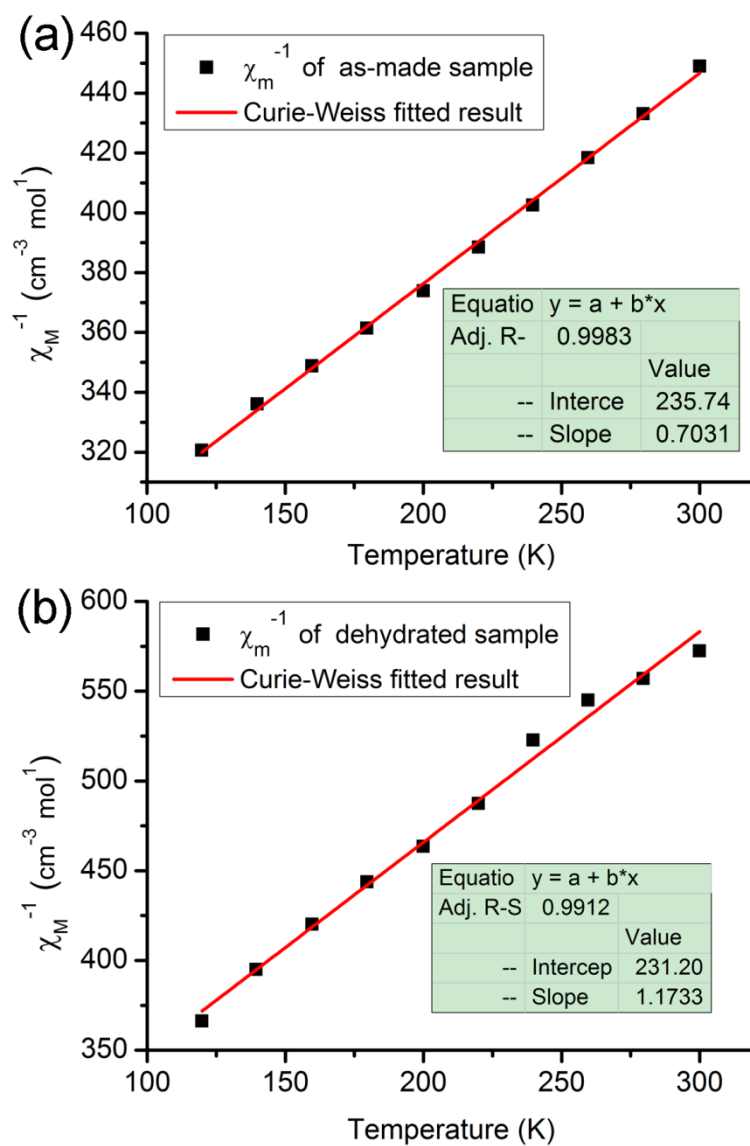 (a)
460
440
420
400
380
360
340
320
χₘ⁻¹ of as-made sample
Curie-Weiss fitted result
χ_M⁻¹ (cm⁻³ mol¹)
Equatio y = a + b*x
Adj. R- 0.9983
Value
-- Interce 235.74
-- Slope 0.7031
100 150 200 250 300
Temperature (K)
(b)
600
550
500
450
400
350
χₘ⁻¹ of dehydrated sample
Curie-Weiss fitted result
χ_M⁻¹ (cm⁻³ mol¹)
Equatio y = a + b*x
Adj. R-S 0.9912
Value
-- Intercep 231.20
-- Slope 1.1733
100 150 200 250 300
Temperature (K)